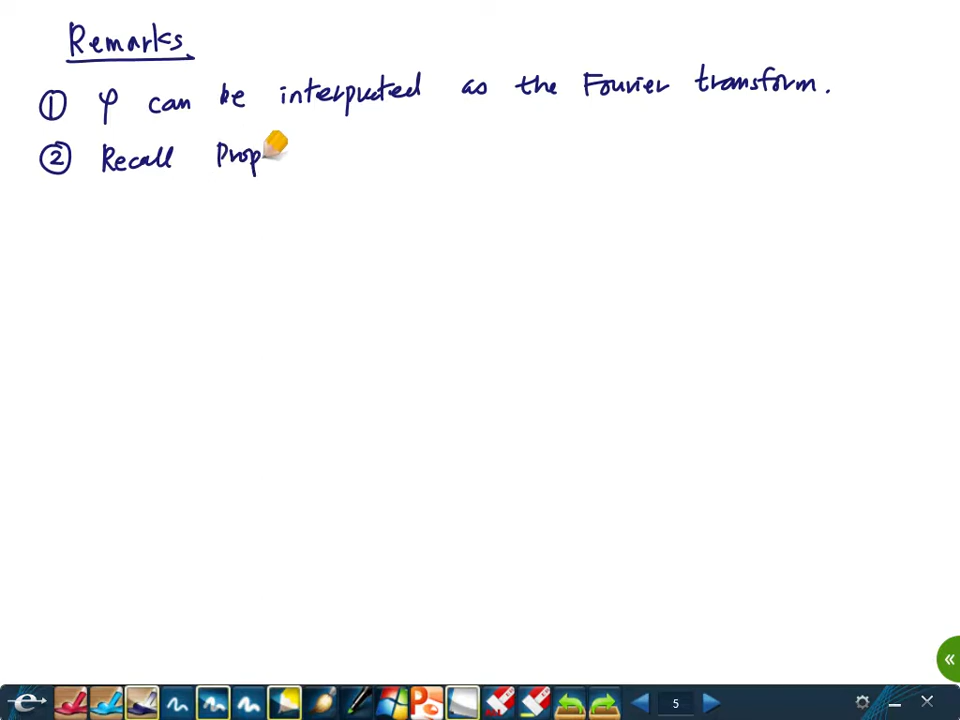 Remarks
① φ can be interpreted as the Fourier transform.
② Recall Prop
5